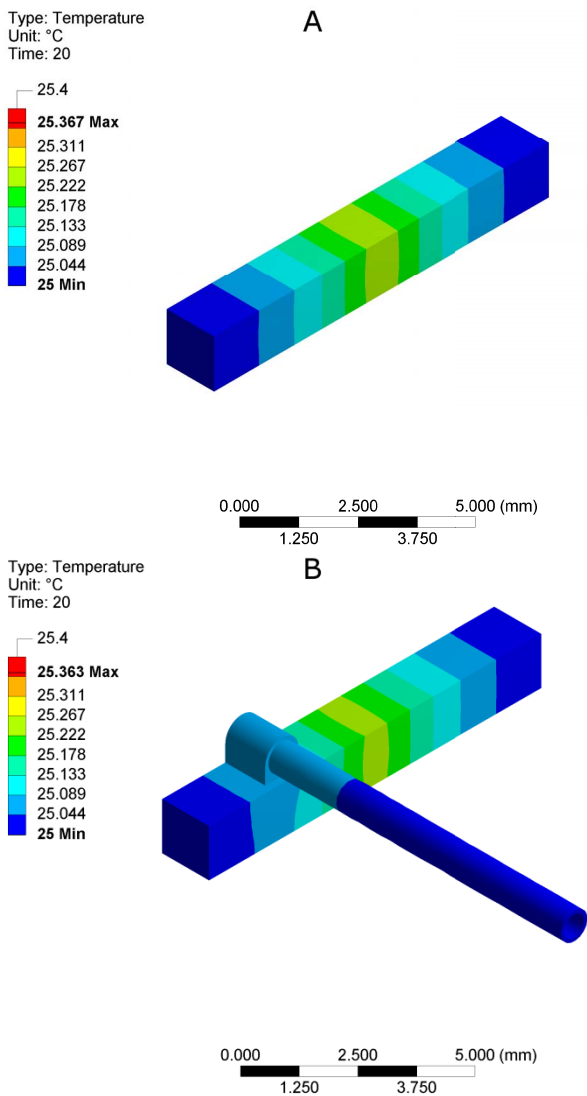 A
Type: Temperature
Unit: °C
Time: 20
25.4
25.367 Max
25.311
25.267
25.222
25.178
25.133
25.089
25.044
25 Min
0.000 2.500 5.000 (mm)
1.250 3.750
B
Type: Temperature
Unit: °C
Time: 20
25.4
25.363 Max
25.311
25.267
25.222
25.178
25.133
25.089
25.044
25 Min
0.000 2.500 5.000 (mm)
1.250 3.750